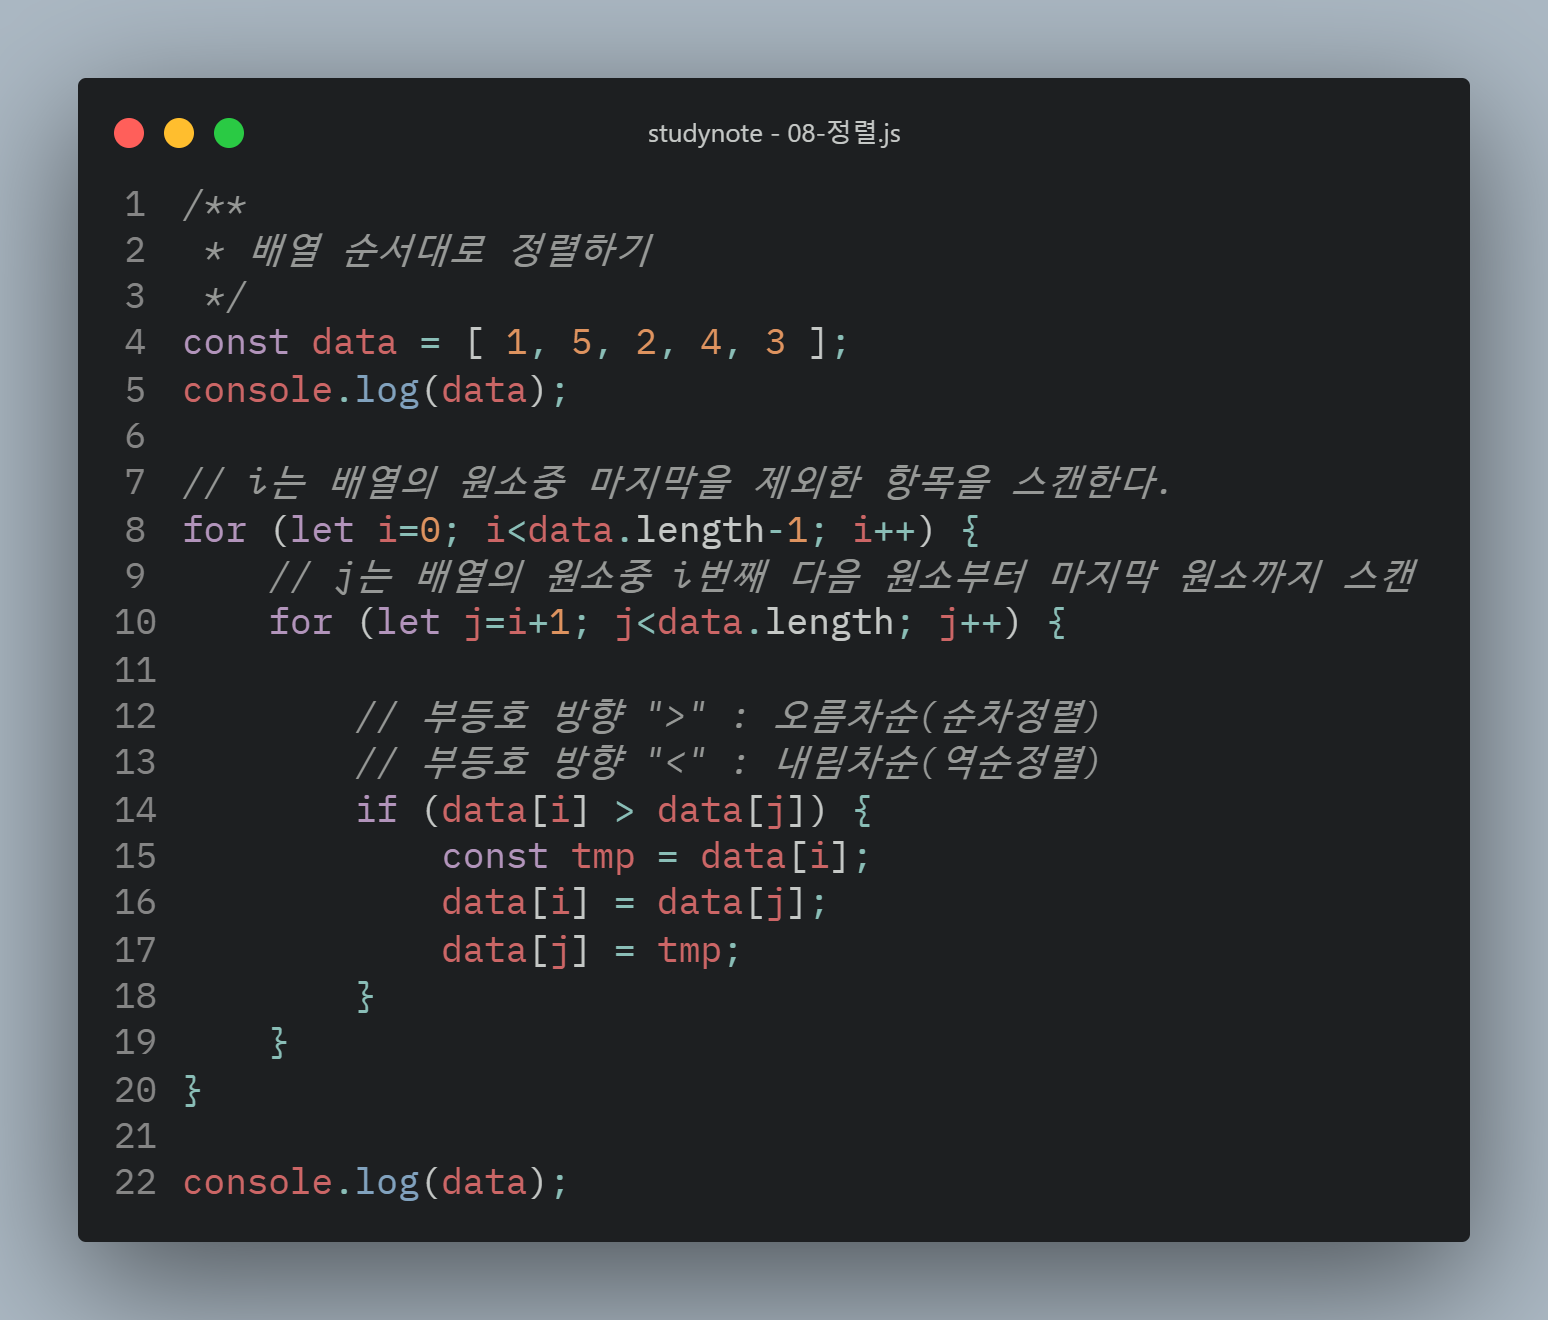 studynote - 08-정렬.js
1 /**
2  * 배열 순서대로 정렬하기
3  */
4 const data = [ 1, 5, 2, 4, 3 ];
5 console.log(data);
6
7 // i는 배열의 원소중 마지막을 제외한 항목을 스캔한다.
8 for (let i=0; i<data.length-1; i++) {
9     // j는 배열의 원소중 i번째 다음 원소부터 마지막 원소까지 스캔
10     for (let j=i+1; j<data.length; j++) {
11
12         // 부등호 방향 ">" : 오름차순(순차정렬)
13         // 부등호 방향 "<" : 내림차순(역순정렬)
14         if (data[i] > data[j]) {
15             const tmp = data[i];
16             data[i] = data[j];
17             data[j] = tmp;
18         }
19     }
20 }
21
22 console.log(data);